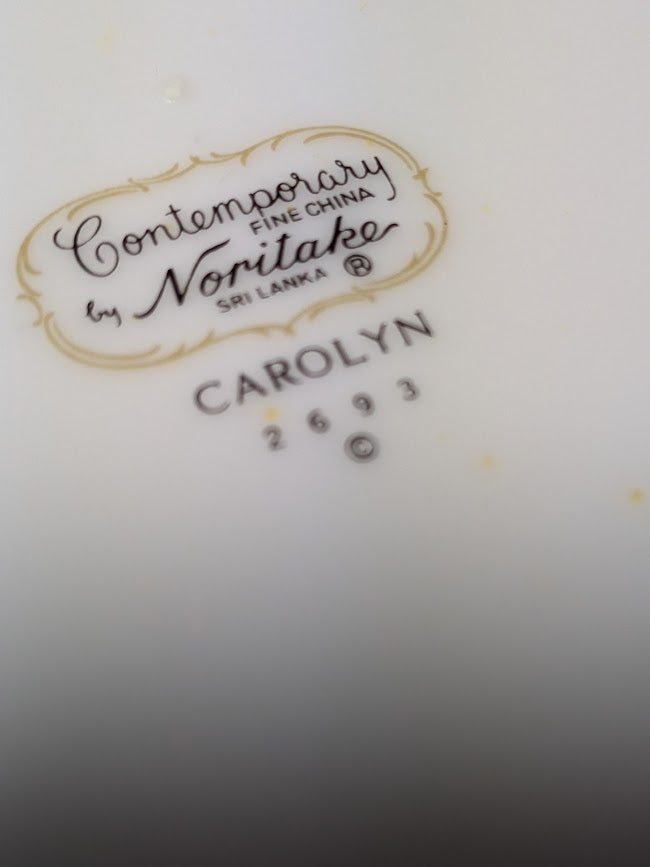 Contemporary
FINE CHINA
by Noritake ®
SRI LANKA
CAROLYN
2693
©